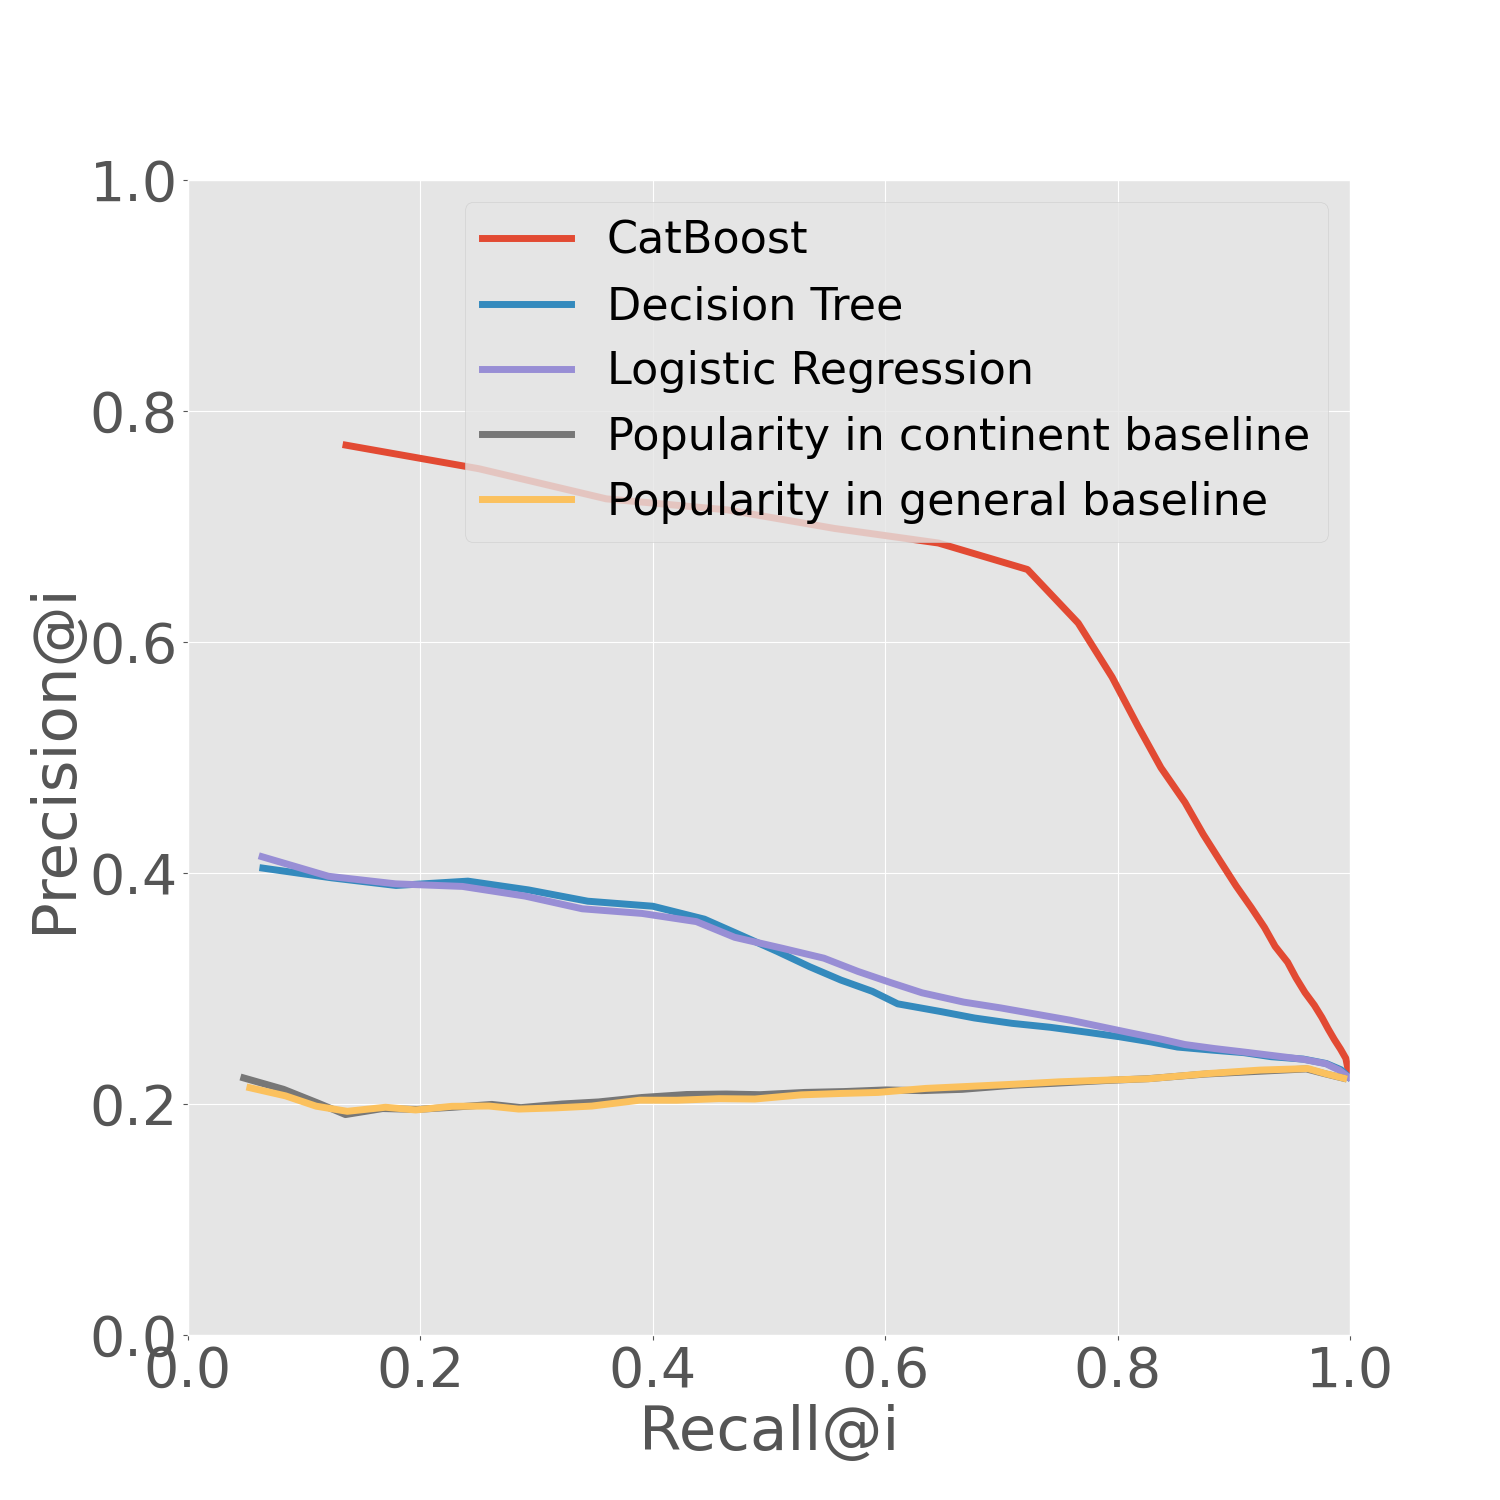 CatBoost
Decision Tree
Logistic Regression
Popularity in continent baseline
Popularity in general baseline
1.0
0.8
0.6
0.4
0.2
0.0
Precision@i
0.0 0.2 0.4 0.6 0.8 1.0
Recall@i